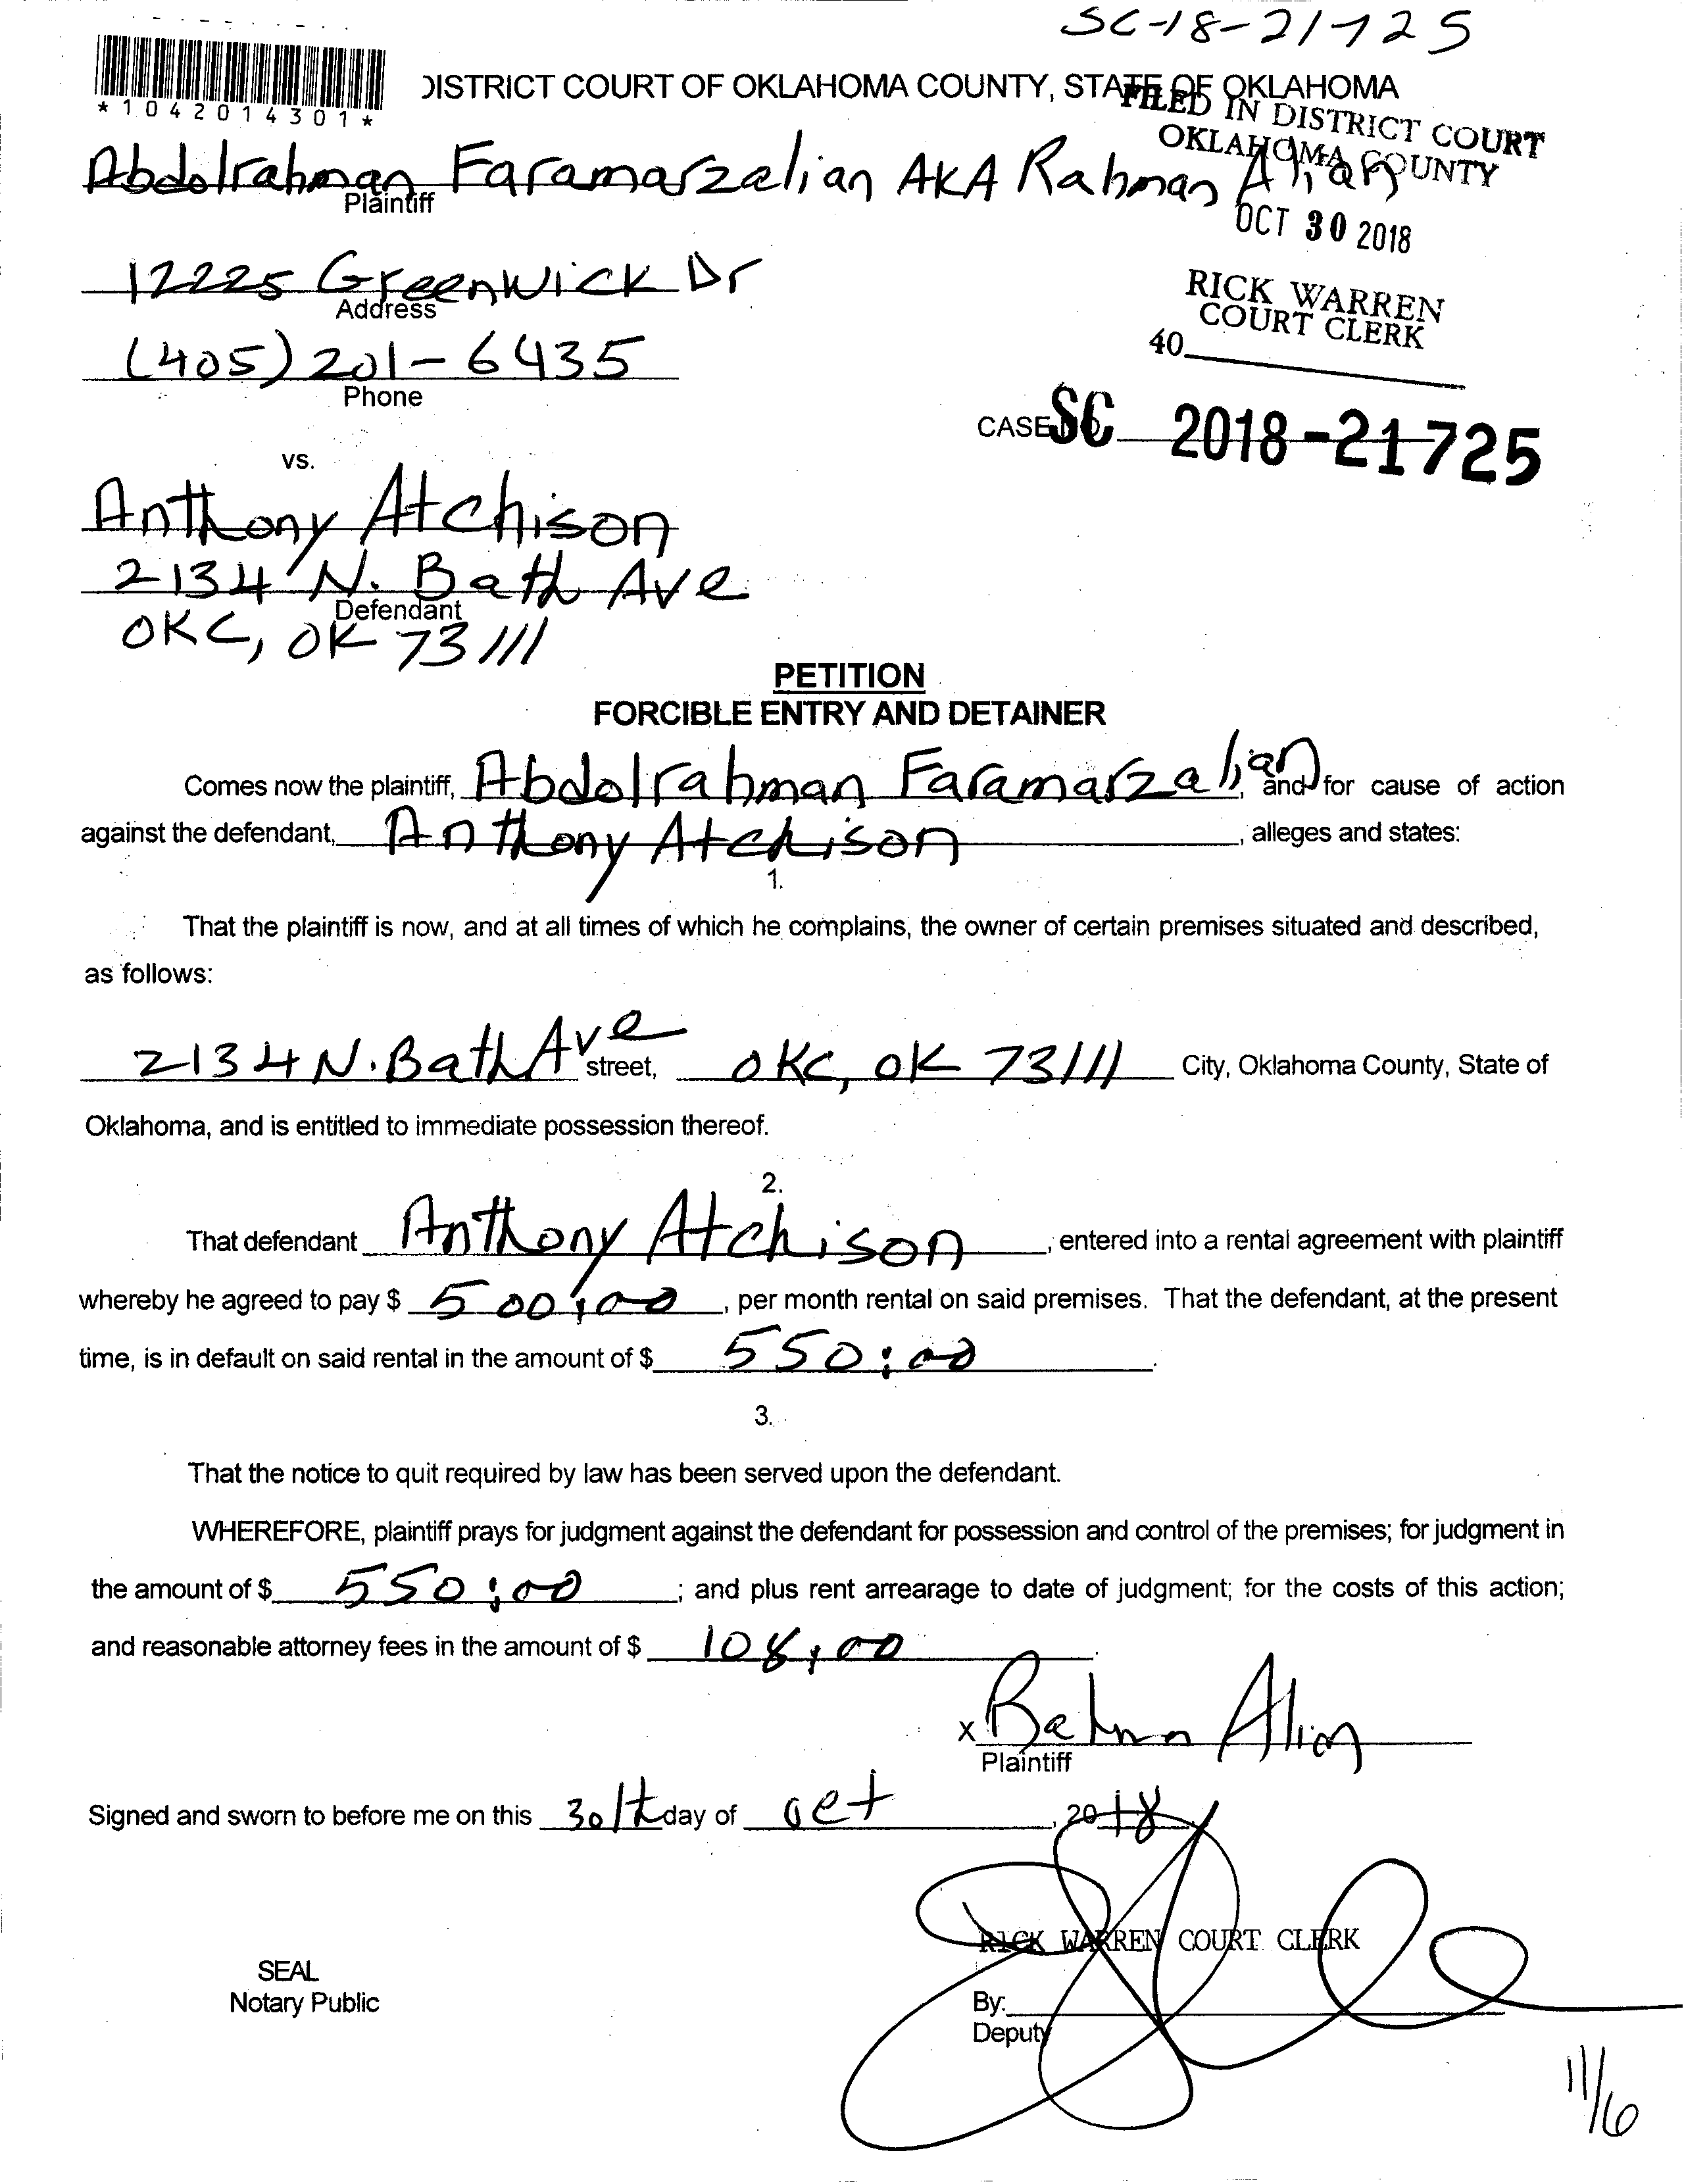 SC-18-21725
*1042014301*
DISTRICT COURT OF OKLAHOMA COUNTY, STATE OF OKLAHOMA
FILED IN DISTRICT COURT
OKLAHOMA COUNTY
Abdolrahman Faramarzalian AKA Rahman Alian
Plaintiff
OCT 30 2018
12225 Greenwick Dr
Address
RICK WARREN
COURT CLERK
40
(405) 201-6435
Phone
CASE NO. SC 2018-21725
vs.
Anthony Atchison
2134 N. Bath Ave
Defendant
OKC, OK 73111
PETITION
FORCIBLE ENTRY AND DETAINER
Comes now the plaintiff, Abdolrahman Faramarzalian, and for cause of action
against the defendant, Anthony Atchison, alleges and states:
1.
That the plaintiff is now, and at all times of which he complains, the owner of certain premises situated and described,
as follows:
2134 N. Bath Ave street, OKC, OK 73111 City, Oklahoma County, State of
Oklahoma, and is entitled to immediate possession thereof.
2.
That defendant Anthony Atchison, entered into a rental agreement with plaintiff
whereby he agreed to pay $ 500,00, per month rental on said premises. That the defendant, at the present
time, is in default on said rental in the amount of $ 550:00.
3.
That the notice to quit required by law has been served upon the defendant.
WHEREFORE, plaintiff prays for judgment against the defendant for possession and control of the premises; for judgment in
the amount of $ 550:00; and plus rent arrearage to date of judgment; for the costs of this action;
and reasonable attorney fees in the amount of $ 108,00.
x Rahman Alian
Plaintiff
Signed and sworn to before me on this 30th day of Oct, 2018
RICK WARREN COURT CLERK
SEAL
Notary Public
By:
Deputy
11/6